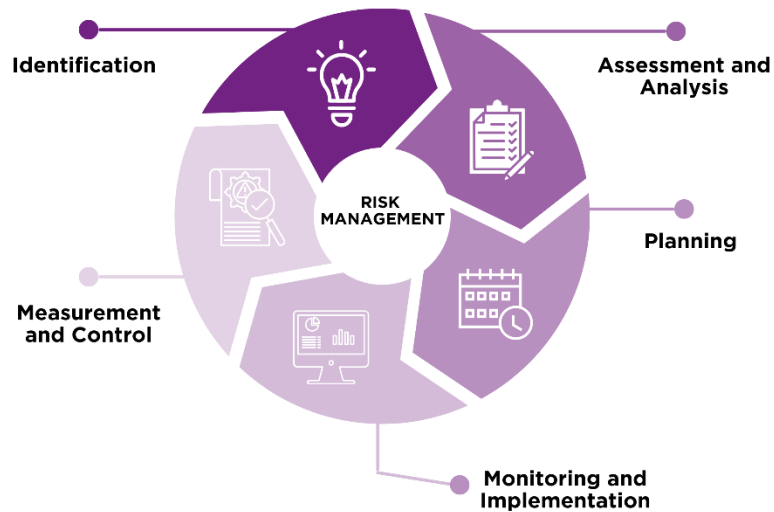 Identification
Assessment and
Analysis
RISK
MANAGEMENT
Planning
Measurement
and Control
Monitoring and
Implementation